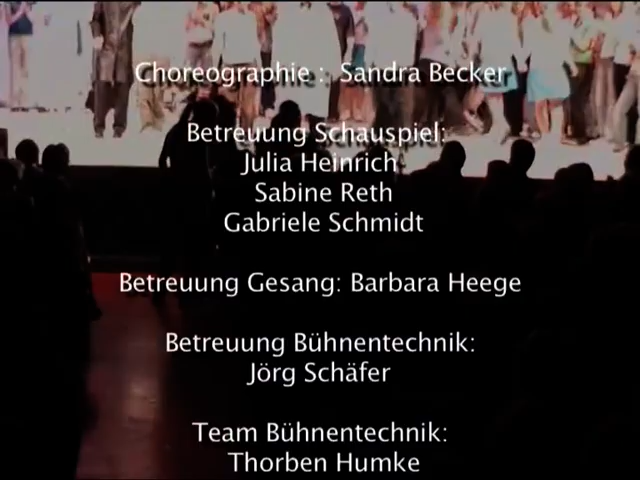 Choreographie : Sandra Becker
Betreuung Schauspiel:
Julia Heinrich
Sabine Reth
Gabriele Schmidt
Betreuung Gesang: Barbara Heege
Betreuung Bühnentechnik:
Jörg Schäfer
Team Bühnentechnik:
Thorben Humke